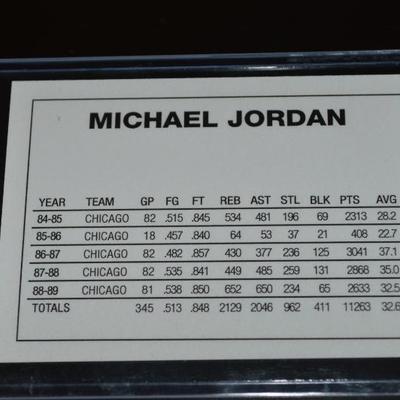 MICHAEL JORDAN
YEAR TEAM GP FG FT REB AST STL BLK PTS AVG
84-85 CHICAGO 82 .515 .845 534 481 196 69 2313 28.2
85-86 CHICAGO 18 .457 .840 64 53 37 21 408 22.7
86-87 CHICAGO 82 .482 .857 430 377 236 125 3041 37.1
87-88 CHICAGO 82 .535 .841 449 485 259 131 2868 35.0
88-89 CHICAGO 81 .538 .850 652 650 234 65 2633 32.5
TOTALS 345 .513 .848 2129 2046 962 411 11263 32.6